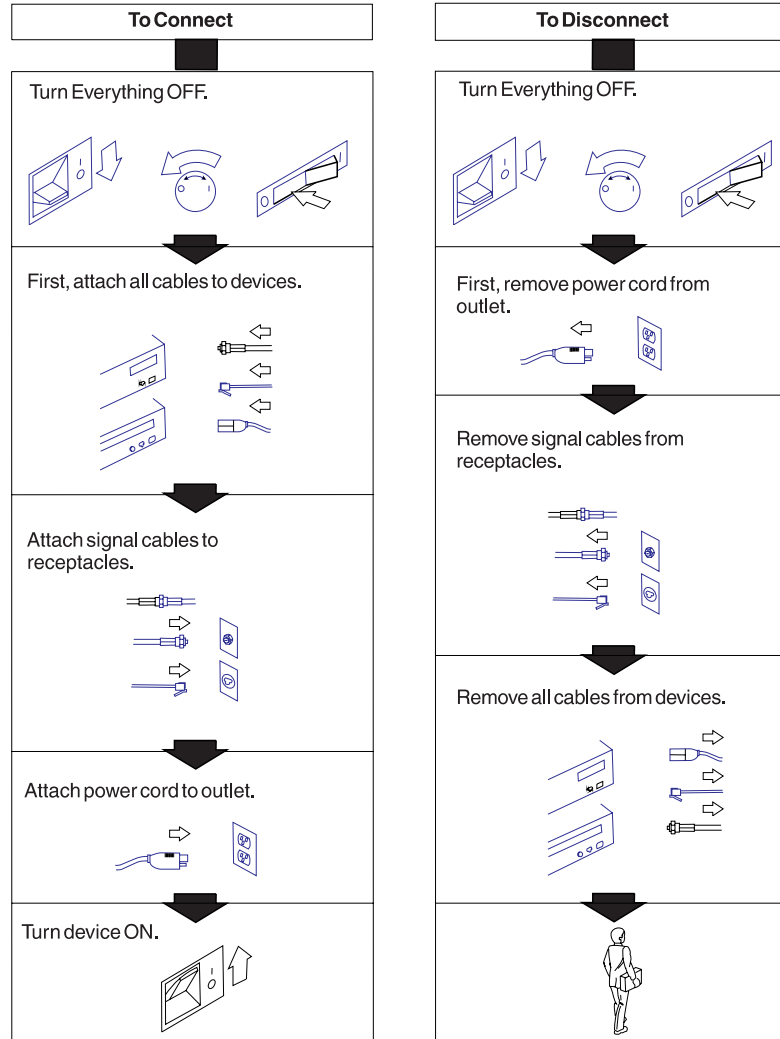 To Connect
Turn Everything OFF.
First, attach all cables to devices.
Attach signal cables to
receptacles.
Attach power cord to outlet.
Turn device ON.
To Disconnect
Turn Everything OFF.
First, remove power cord from
outlet.
Remove signal cables from
receptacles.
Remove all cables from devices.